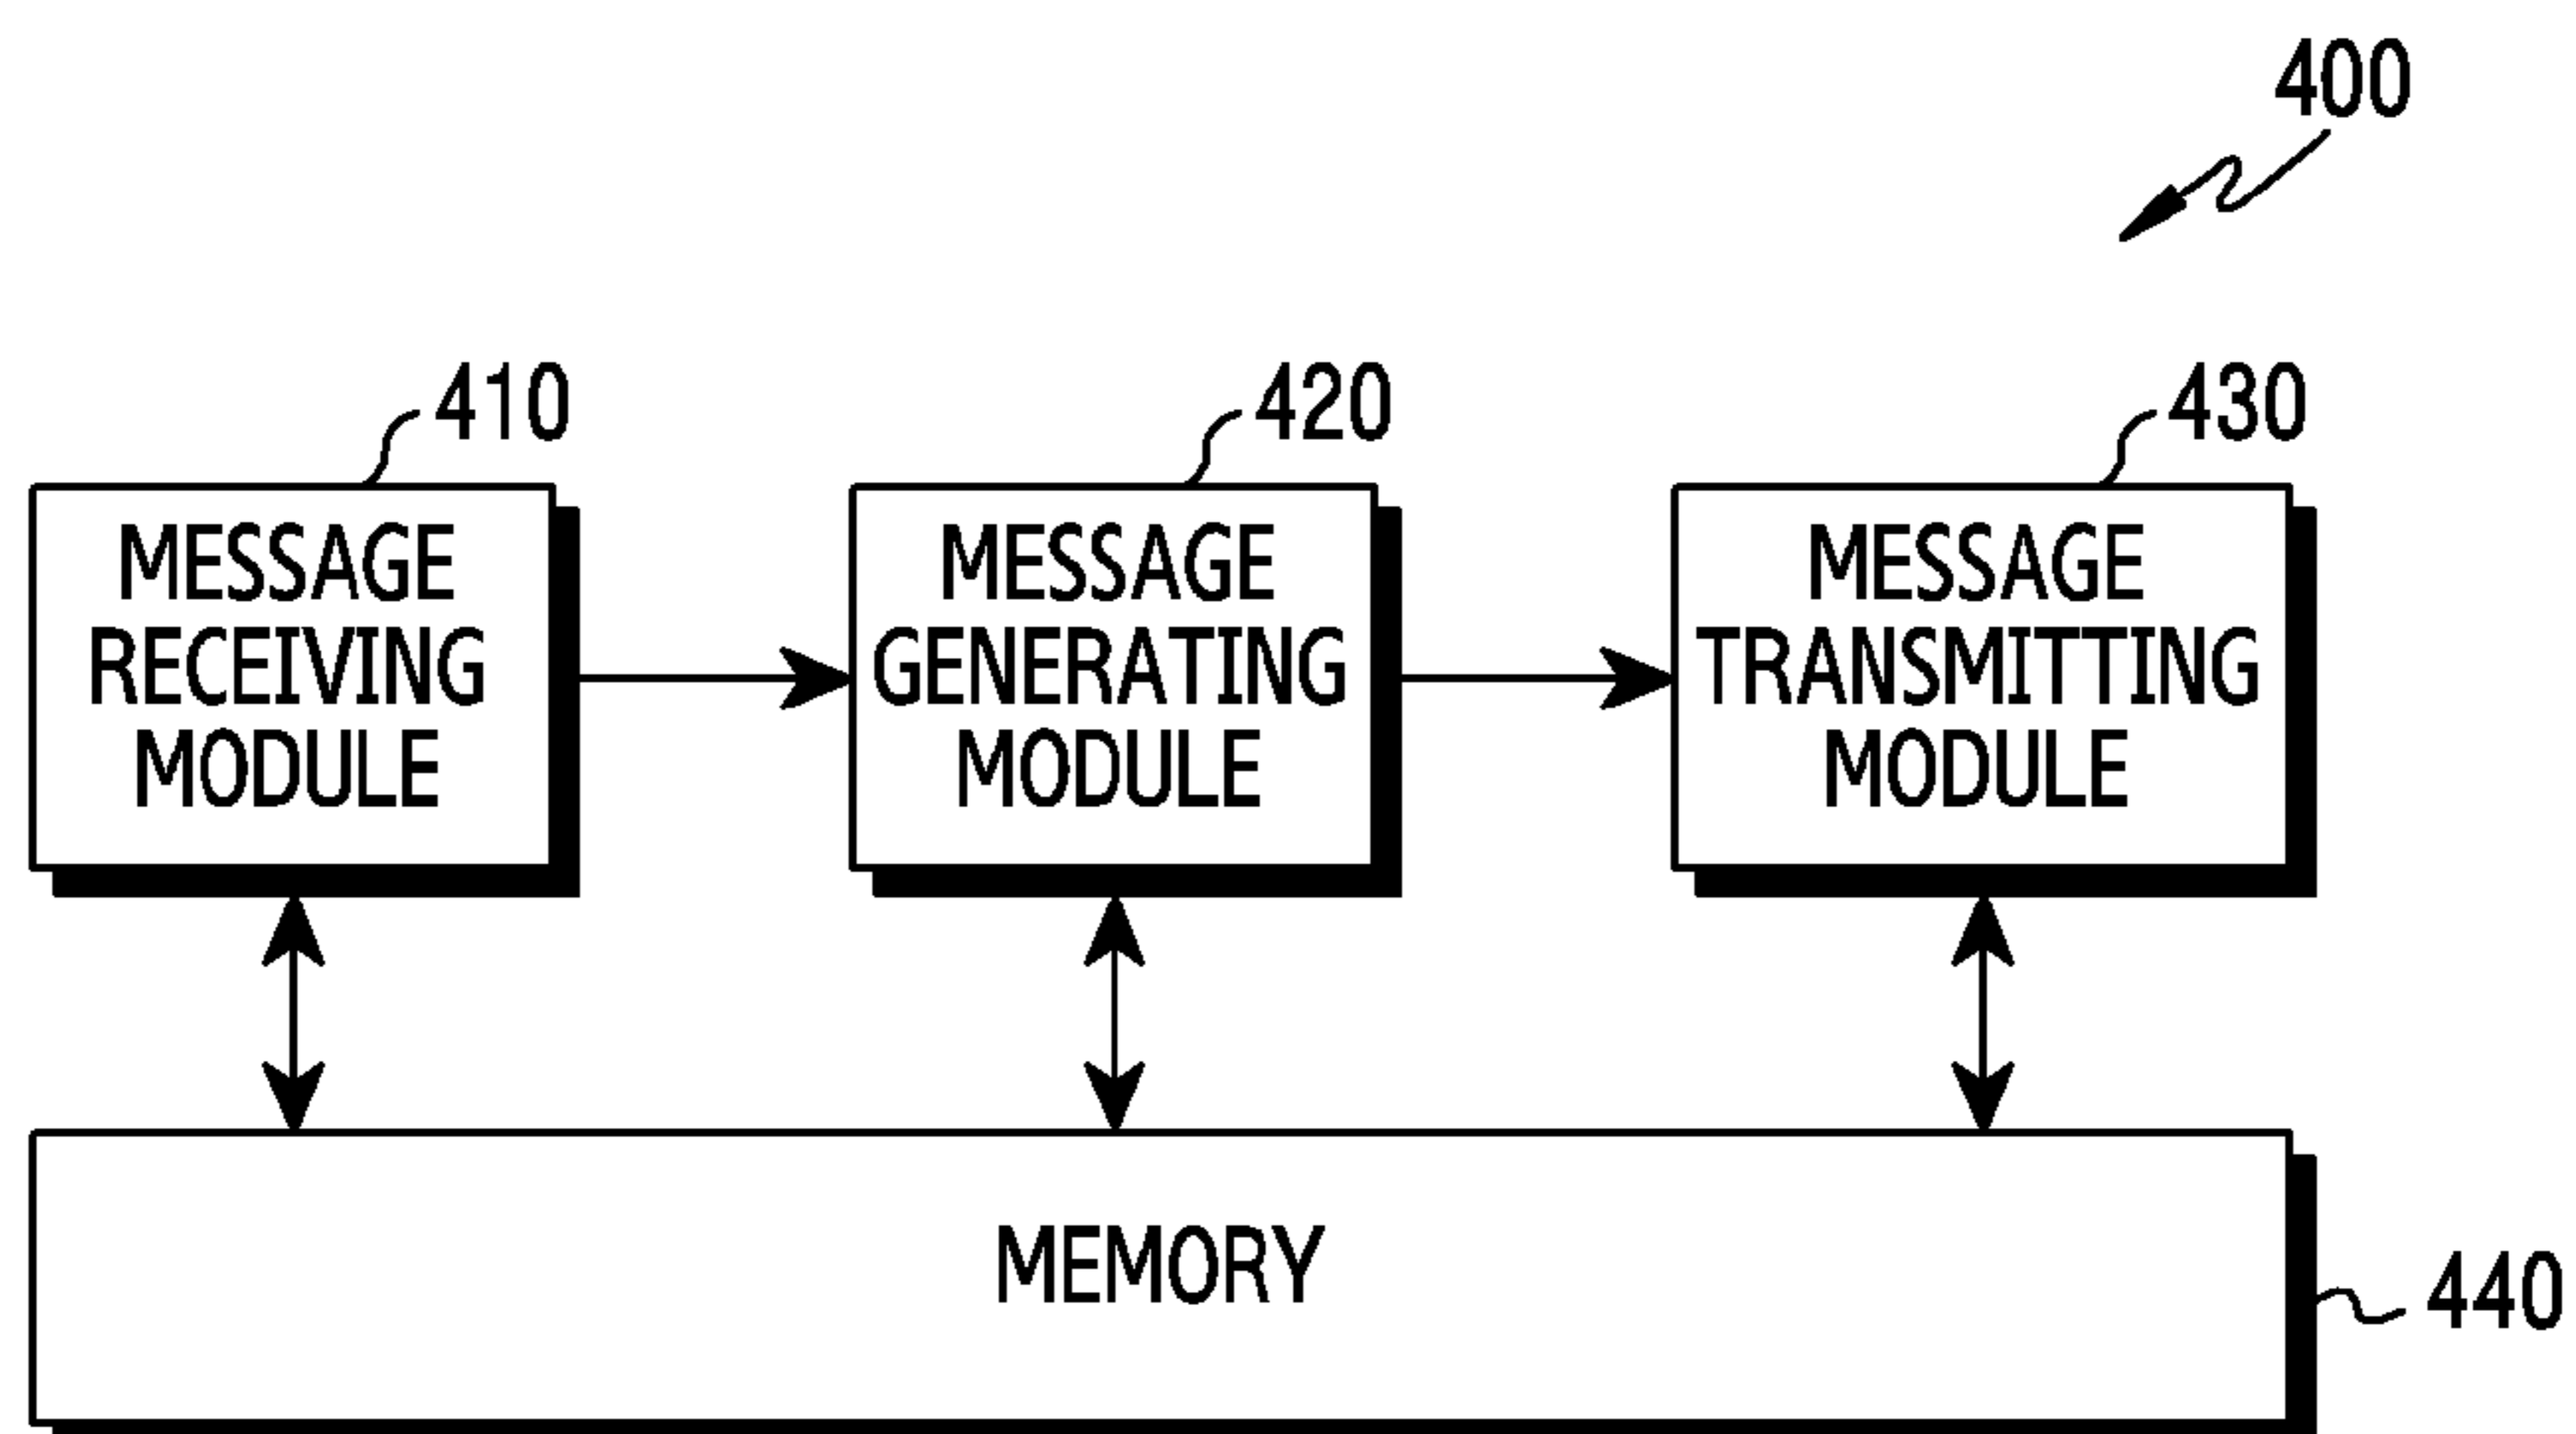 400
410
420
430
MESSAGE
RECEIVING
MODULE
MESSAGE
GENERATING
MODULE
MESSAGE
TRANSMITTING
MODULE
MEMORY
440